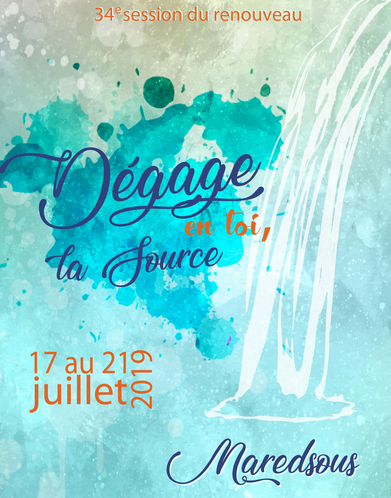 34e session du renouveau
Dégage
en toi,
la Source
17 au 21
juillet 2019
Maredsous